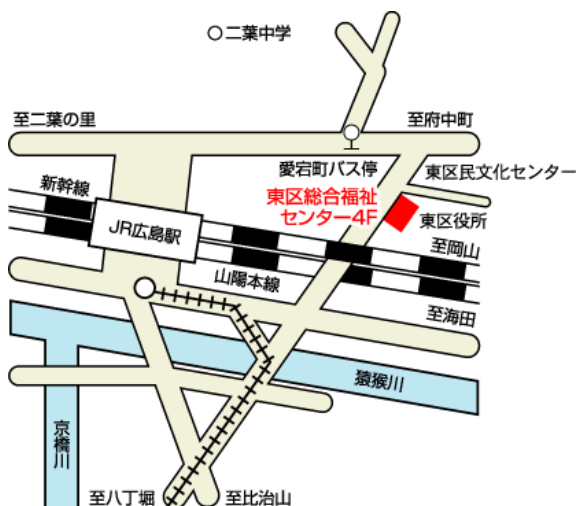 二葉中学
至二葉の里
至府中町
愛宕町バス停
東区民文化センター
新幹線
東区総合福祉
センター4F
東区役所
JR広島駅
至岡山
山陽本線
至海田
猿猴川
京橋川
至八丁堀
至比治山